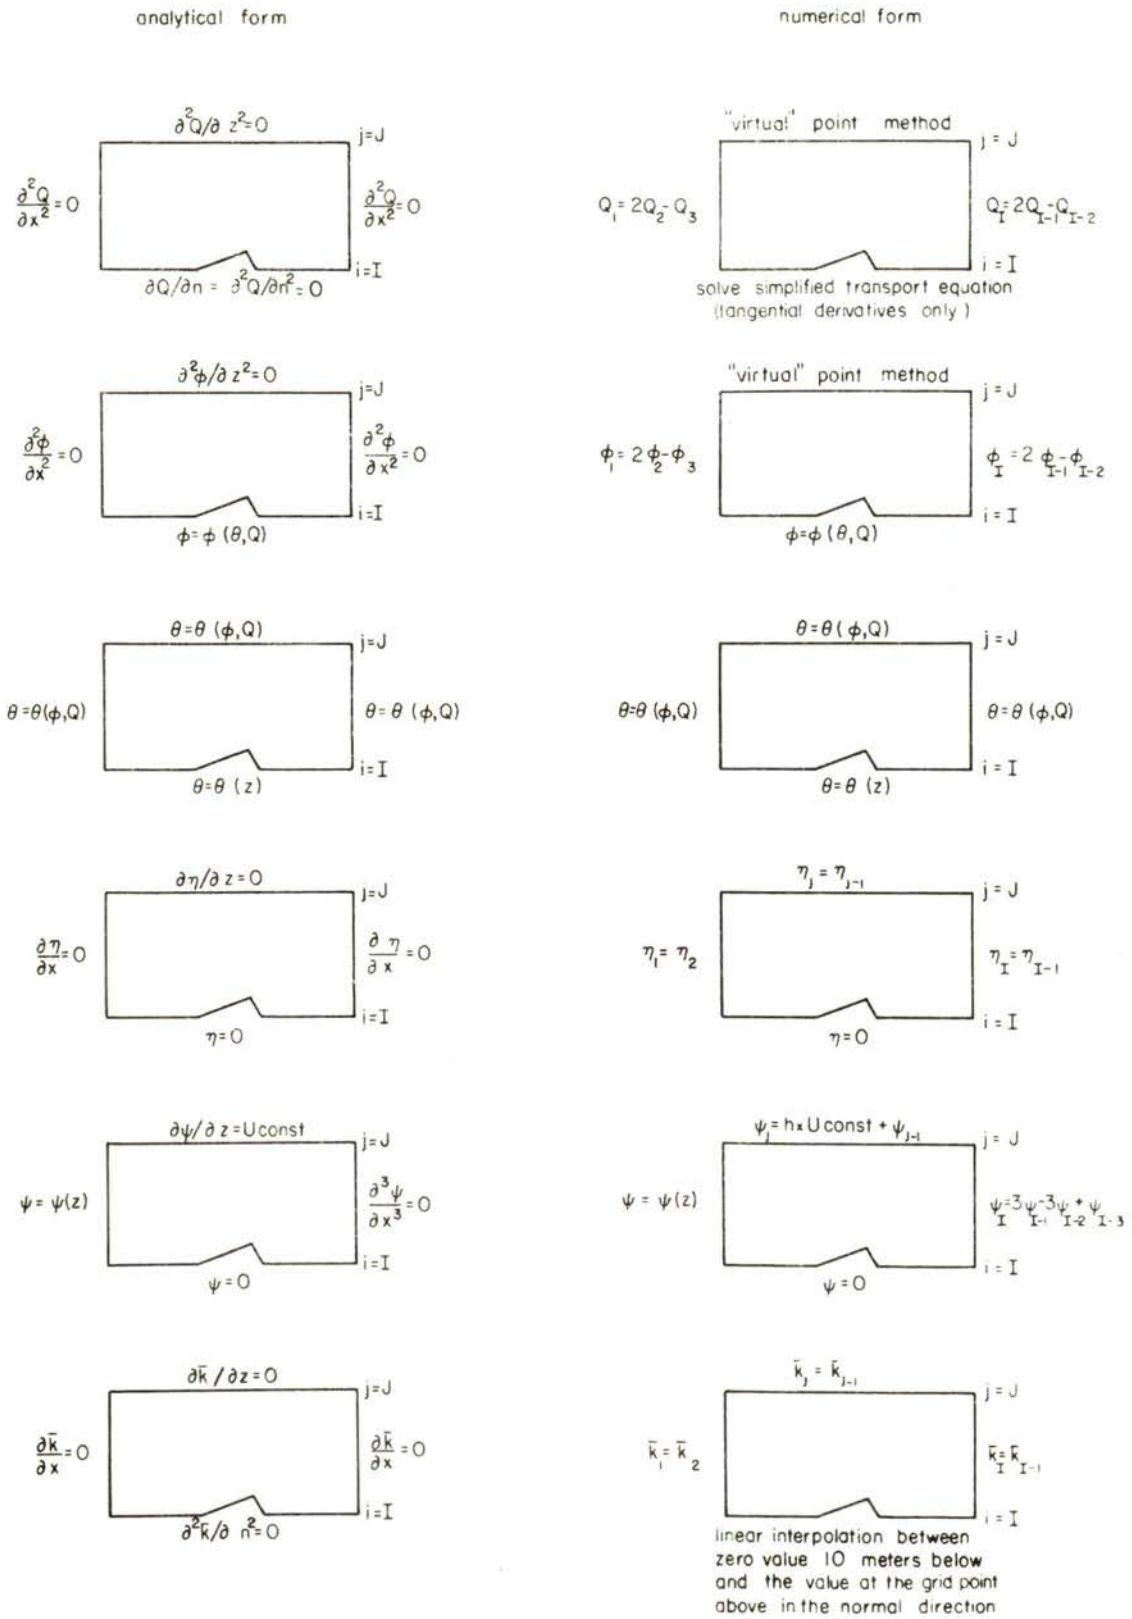 analytical form
numerical form
∂²Q/∂ z²=0
j=J
∂²Q/∂x²=0
∂²Q/∂x²=0
i=I
∂Q/∂n = ∂²Q/∂n²=0
"virtual" point method
j = J
Q₁ = 2Q₂-Q₃
Q_I=2Q_I-1-Q_I-2
i = I
solve simplified transport equation
(tangential derivatives only)
∂²ϕ/∂ z²=0
j=J
∂²ϕ/∂x²=0
∂²ϕ/∂x²=0
i=I
ϕ=ϕ (θ,Q)
"virtual" point method
j = J
ϕ₁= 2ϕ₂-ϕ₃
ϕ_I = 2 ϕ_I-1-ϕ_I-2
i = I
ϕ=ϕ(θ,Q)
θ=θ (ϕ,Q)
j=J
θ=θ(ϕ,Q)
θ= θ (ϕ,Q)
i=I
θ=θ (z)
θ=θ(ϕ,Q)
j = J
θ=θ (ϕ,Q)
θ=θ (ϕ,Q)
i = I
θ=θ (z)
∂η/∂ z=0
j=J
∂η/∂x=0
∂ η/∂ x=0
i=I
η=0
η_j = η_j-1
j = J
η₁= η₂
η_I=η_I-1
i = I
η=0
∂ψ/∂ z=Uconst
j=J
ψ= ψ(z)
∂³ψ/∂x³=0
i=I
ψ=0
ψ_j=hxUconst+ψ_j-1
j = J
ψ= ψ(z)
ψ_I=3ψ_I-1-3ψ_I-2+ψ_I-3
i = I
ψ=0
∂k̄/∂z=0
j=J
∂k̄/∂x=0
∂k̄/∂x=0
i=I
∂²k̄/∂ n²=0
k̄_j = k̄_j-1
j = J
k̄₁= k̄₂
k̄_I=k̄_I-1
i = I
linear interpolation between
zero value 10 meters below
and the value at the grid point
above in the normal direction